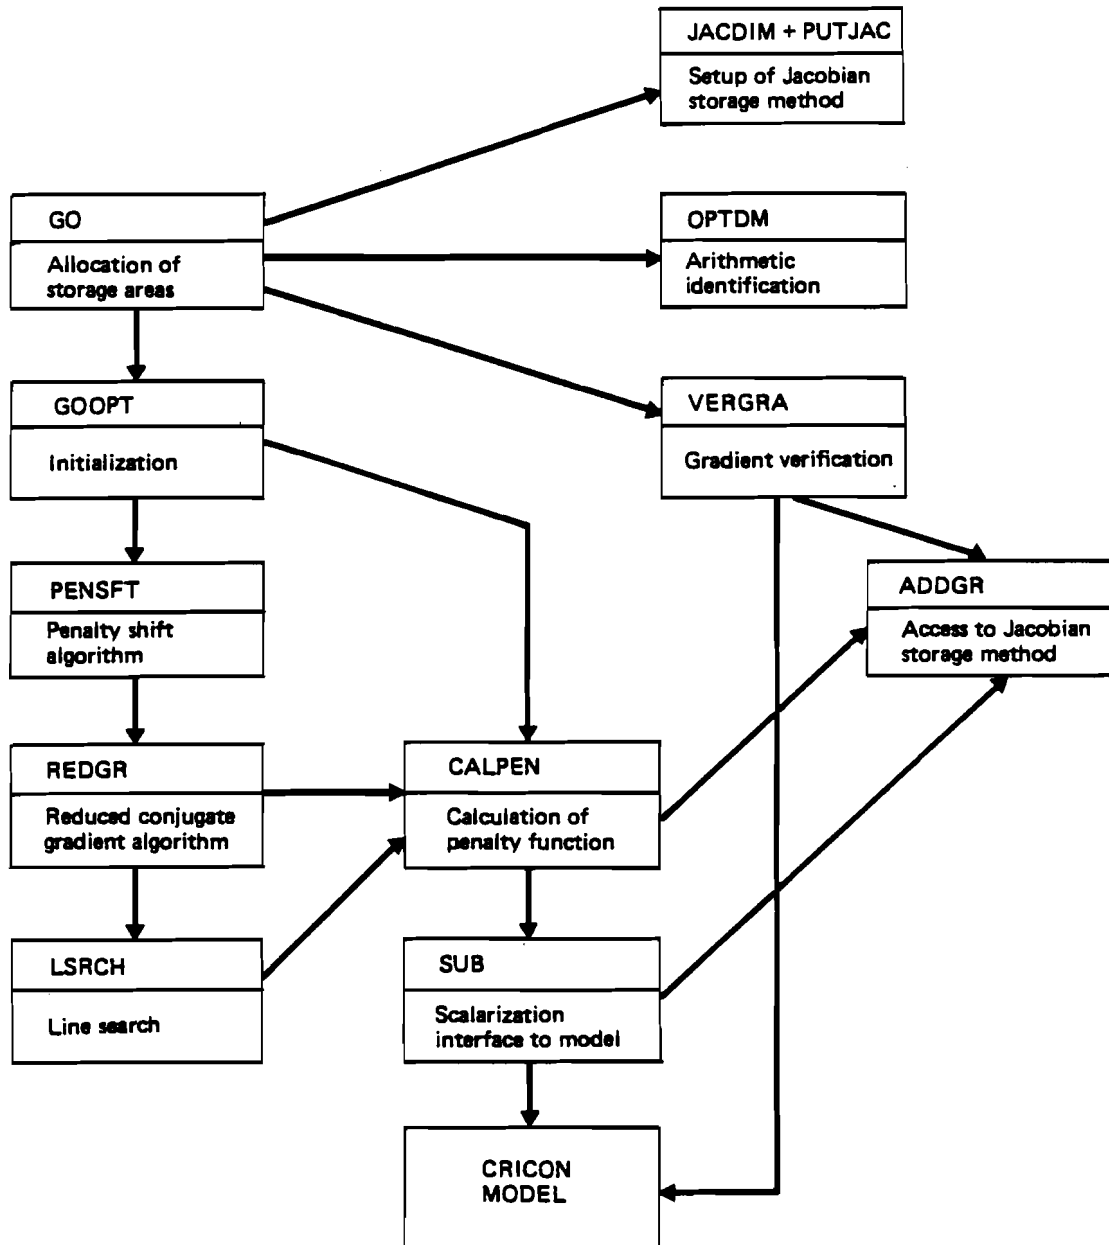 JACDIM + PUTJAC
Setup of Jacobian
storage method
GO
Allocation of
storage areas
OPTDM
Arithmetic
identification
GOOPT
Initialization
VERGRA
Gradient verification
PENSFT
Penalty shift
algorithm
ADDGR
Access to Jacobian
storage method
REDGR
Reduced conjugate
gradient algorithm
CALPEN
Calculation of
penalty function
LSRCH
Line search
SUB
Scalarization
interface to model
CRICON
MODEL